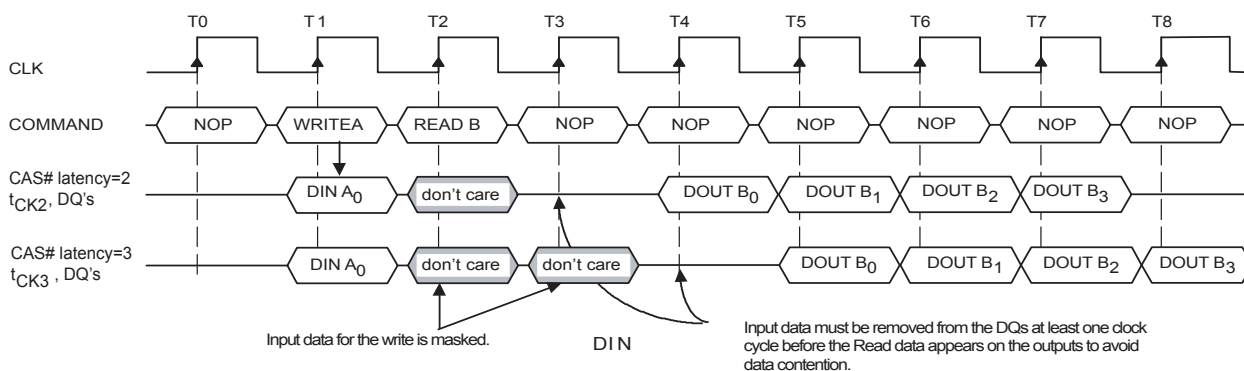 T0 T1 T2 T3 T4 T5 T6 T7 T8
CLK
COMMAND NOP WRITEA READ B NOP NOP NOP NOP NOP NOP
CAS# latency=2
tCK2, DQ's DIN A0 don't care DOUT B0 DOUT B1 DOUT B2 DOUT B3
CAS# latency=3
tCK3, DQ's DIN A0 don't care don't care DOUT B0 DOUT B1 DOUT B2 DOUT B3
Input data for the write is masked.
DIN
Input data must be removed from the DQs at least one clock
cycle before the Read data appears on the outputs to avoid
data contention.